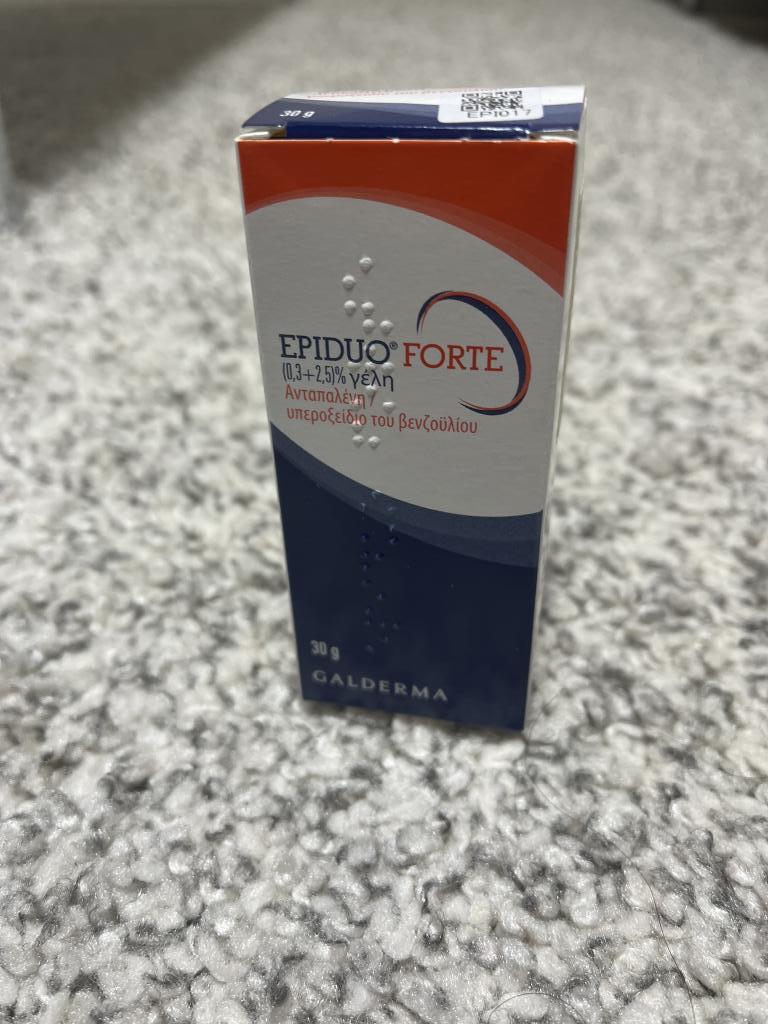 30 g
EPI017
EPIDUO® FORTE
(0,3+2,5)% γέλη
Ανταπαλένη /
υπεροξείδιο του βενζοϋλίου
30 g
GALDERMA